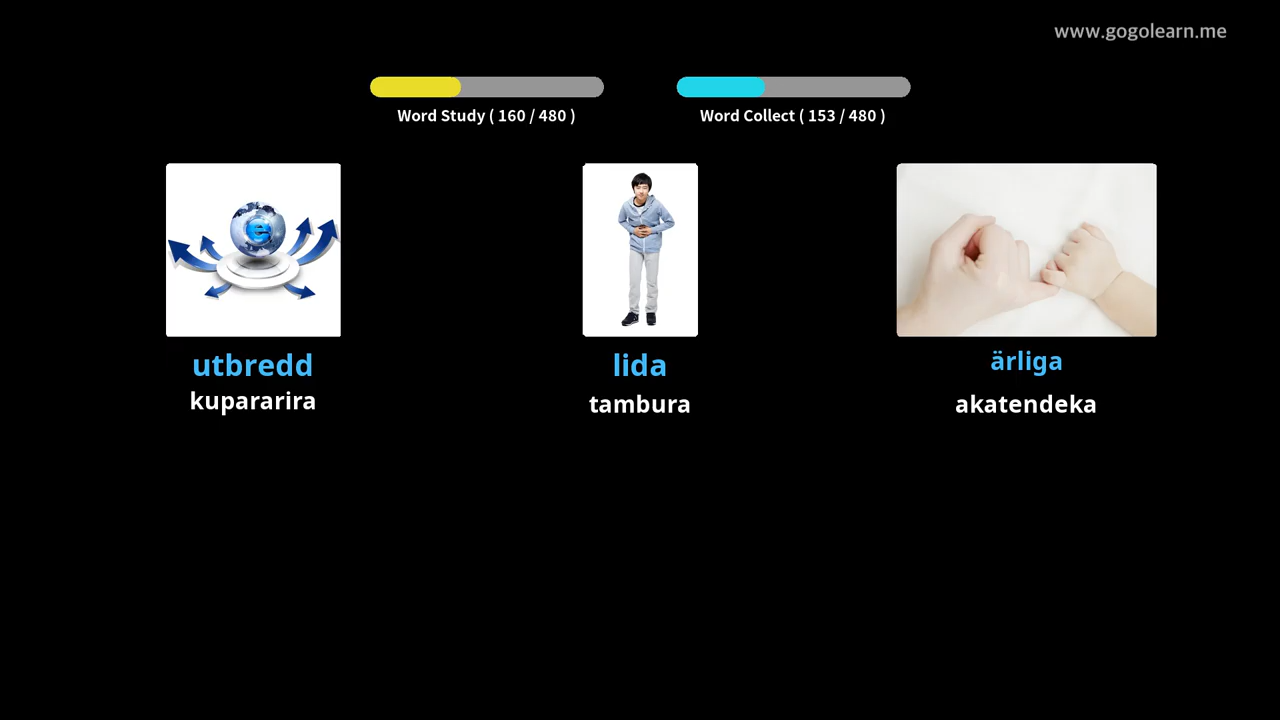 www.gogolearn.me
Word Study ( 160 / 480 )
Word Collect ( 153 / 480 )
e
utbredd
kupararira
lida
tambura
ärliga
akatendeka